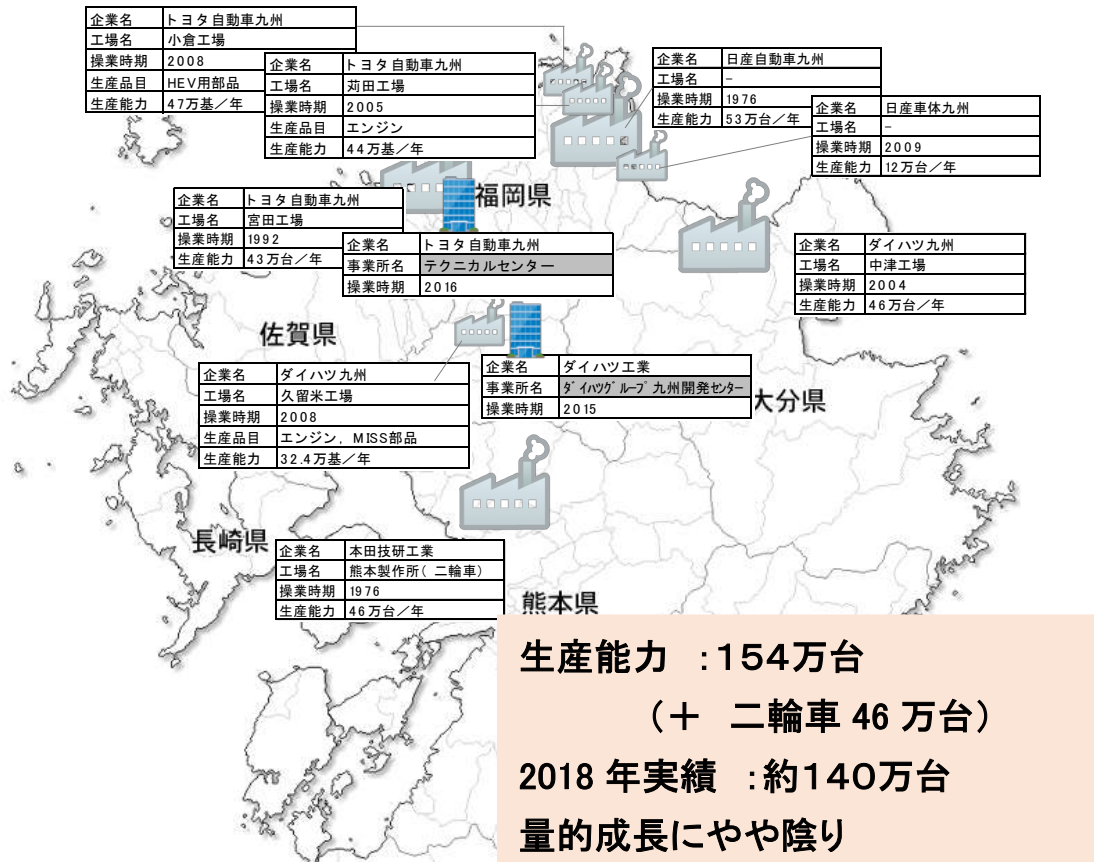 企業名 トヨタ自動車九州
工場名 小倉工場
操業時期 2008
生産品目 HEV用部品
生産能力 47万基／年
企業名 トヨタ自動車九州
工場名 苅田工場
操業時期 2005
生産品目 エンジン
生産能力 44万基／年
企業名 日産自動車九州
工場名 -
操業時期 1976
生産能力 53万台／年
企業名 日産車体九州
工場名 -
操業時期 2009
生産能力 12万台／年
福岡県
企業名 トヨタ自動車九州
工場名 宮田工場
操業時期 1992
生産能力 43万台／年
企業名 トヨタ自動車九州
事業所名 テクニカルセンター
操業時期 2016
企業名 ダイハツ九州
工場名 中津工場
操業時期 2004
生産能力 46万台／年
佐賀県
企業名 ダイハツ九州
工場名 久留米工場
操業時期 2008
生産品目 エンジン，MISS部品
生産能力 32.4万基／年
企業名 ダイハツ工業
事業所名 ﾀﾞｲﾊﾂｸﾞﾙｰﾌﾟ九州開発ｾﾝﾀｰ
操業時期 2015
大分県
長崎県
企業名 本田技研工業
工場名 熊本製作所（二輪車）
操業時期 1976
生産能力 46万台／年
熊本県
生産能力 ：１５４万台
（＋ 二輪車 46 万台）
2018 年実績 ：約１４０万台
量的成長にやや陰り